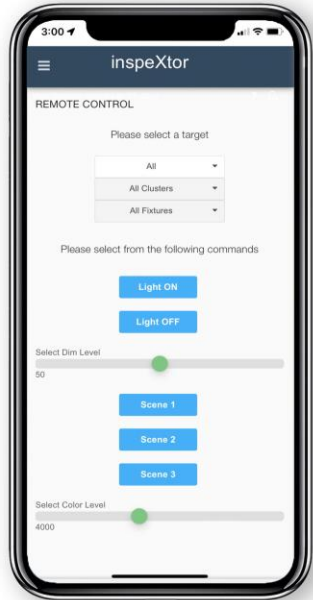 3:00
inspeXtor
REMOTE CONTROL
Please select a target
All
All Clusters
All Fixtures
Please select from the following commands
Light ON
Light OFF
Select Dim Level
50
Scene 1
Scene 2
Scene 3
Select Color Level
4000